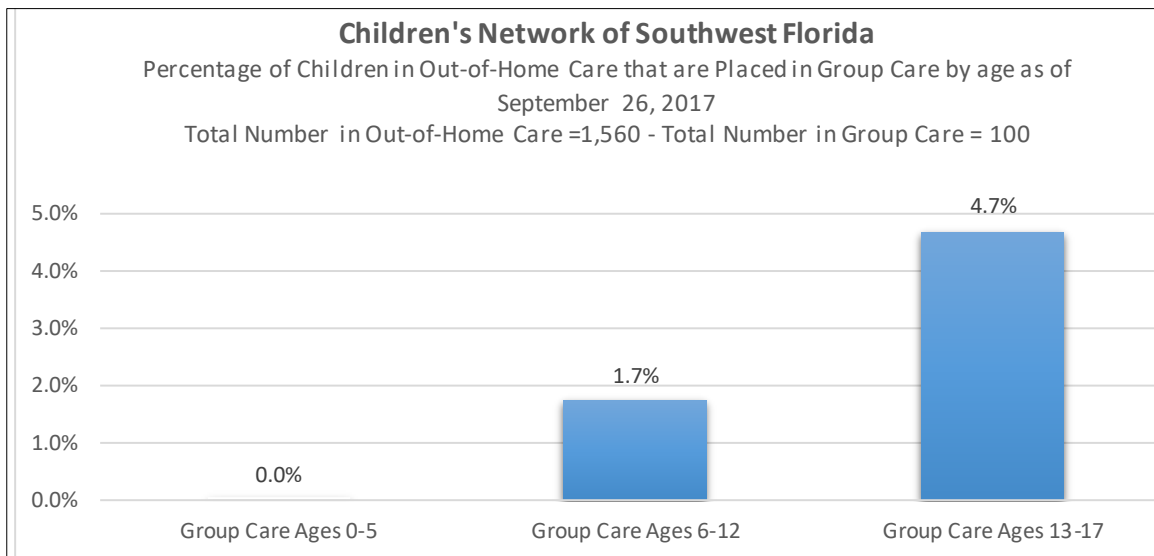 Children's Network of Southwest Florida
Percentage of Children in Out-of-Home Care that are Placed in Group Care by age as of
September 26, 2017
Total Number in Out-of-Home Care =1,560 - Total Number in Group Care = 100
5.0%
4.0%
3.0%
2.0%
1.0%
0.0%
0.0%
1.7%
4.7%
Group Care Ages 0-5
Group Care Ages 6-12
Group Care Ages 13-17